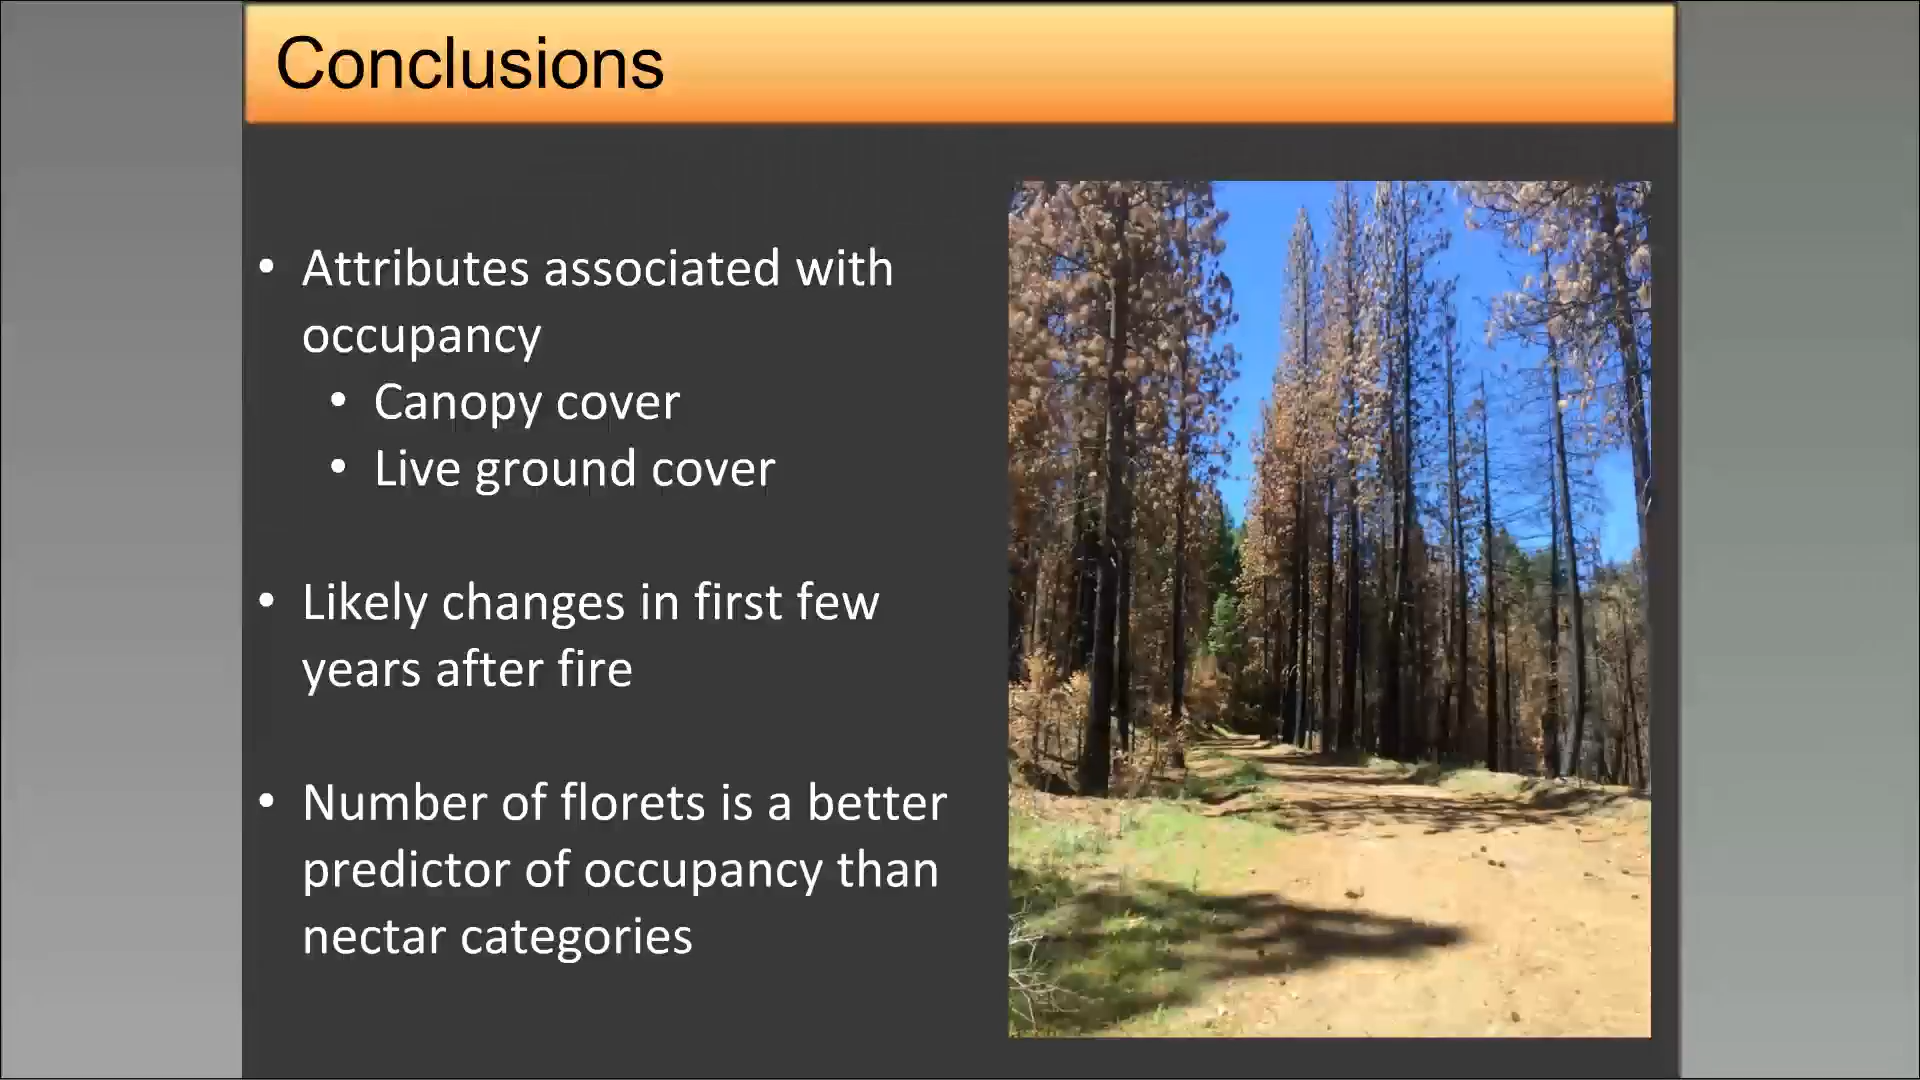 Conclusions
• Attributes associated with
occupancy
• Canopy cover
• Live ground cover
• Likely changes in first few
years after fire
• Number of florets is a better
predictor of occupancy than
nectar categories